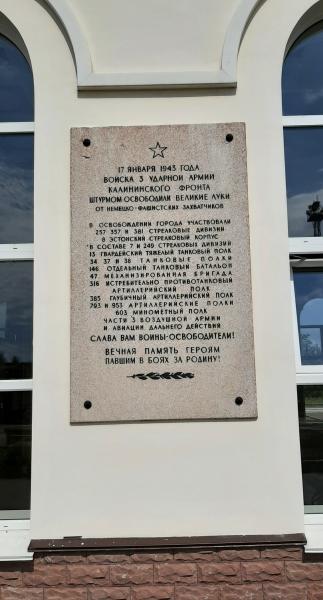 17 ЯНВАРЯ 1943 ГОДА
ВОЙСКА 3 УДАРНОЙ АРМИИ
КАЛИНИНСКОГО ФРОНТА
ШТУРМОМ ОСВОБОДИЛИ ВЕЛИКИЕ ЛУКИ
ОТ НЕМЕЦКО-ФАШИСТСКИХ ЗАХВАТЧИКОВ
В ОСВОБОЖДЕНИИ ГОРОДА УЧАСТВОВАЛИ
257 357 И 381 СТРЕЛКОВЫЕ ДИВИЗИИ
8 ЭСТОНСКИЙ СТРЕЛКОВЫЙ КОРПУС
В СОСТАВЕ 7 И 249 СТРЕЛКОВЫХ ДИВИЗИЙ
13 ГВАРДЕЙСКИЙ ТЯЖЕЛЫЙ ТАНКОВЫЙ ПОЛК
34 37 И 38 ТАНКОВЫЕ ПОЛКИ
146 ОТДЕЛЬНЫЙ ТАНКОВЫЙ БАТАЛЬОН
47 МЕХАНИЗИРОВАННАЯ БРИГАДА
316 ИСТРЕБИТЕЛЬНО ПРОТИВОТАНКОВЫЙ
АРТИЛЛЕРИЙСКИЙ ПОЛК
385 ГАУБИЧНЫЙ АРТИЛЛЕРИЙСКИЙ ПОЛК
793 И 953 АРТИЛЛЕРИЙСКИЕ ПОЛКИ
603 МИНОМЕТНЫЙ ПОЛК
ЧАСТИ 3 ВОЗДУШНОЙ АРМИИ
И АВИАЦИИ ДАЛЬНЕГО ДЕЙСТВИЯ
СЛАВА ВАМ ВОИНЫ-ОСВОБОДИТЕЛИ!
ВЕЧНАЯ ПАМЯТЬ ГЕРОЯМ
ПАВШИМ В БОЯХ ЗА РОДИНУ!